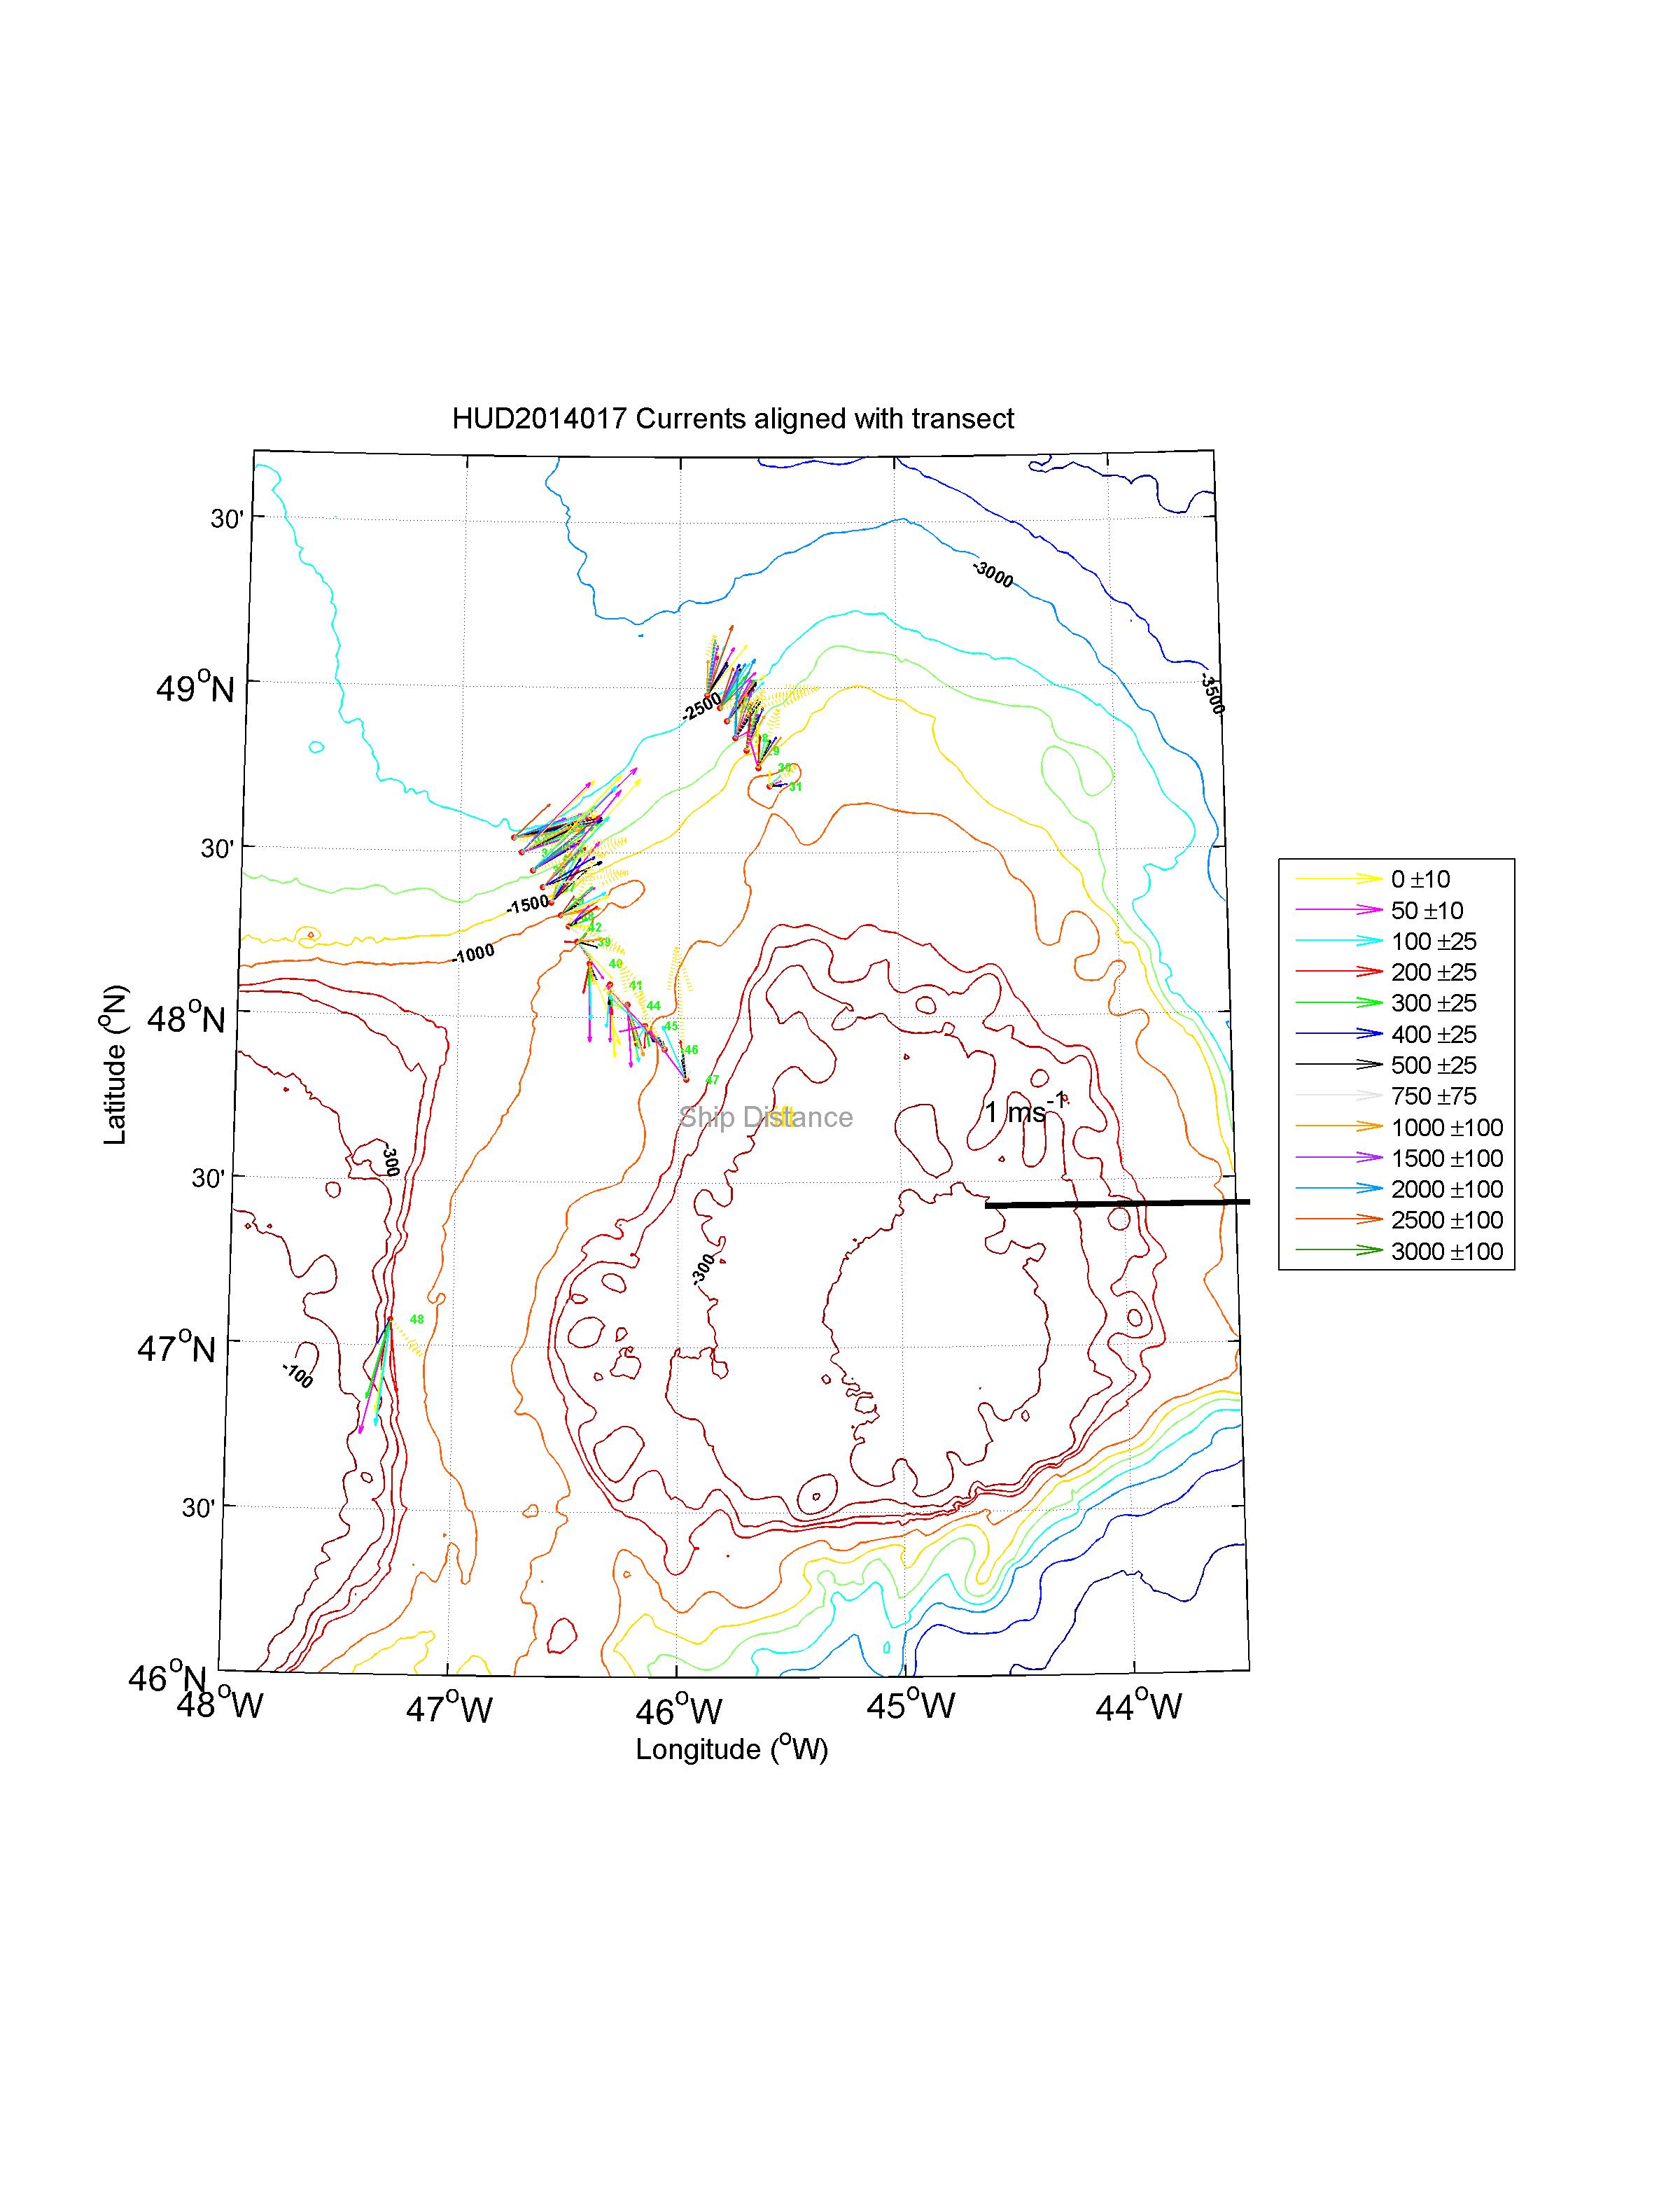 HUD2014017 Currents aligned with transect
30'
-3000
49°N
-3500
-2500
8
9
30
31
30'
-1500
42
-1000
39
40
41
48°N
44
45
46
47
Ship Distance
1 ms-1
-300
30'
-300
48
47°N
-100
30'
46°N
48°W
47°W
46°W
45°W
44°W
Longitude (°W)
Latitude (°N)
0 ±10
50 ±10
100 ±25
200 ±25
300 ±25
400 ±25
500 ±25
750 ±75
1000 ±100
1500 ±100
2000 ±100
2500 ±100
3000 ±100